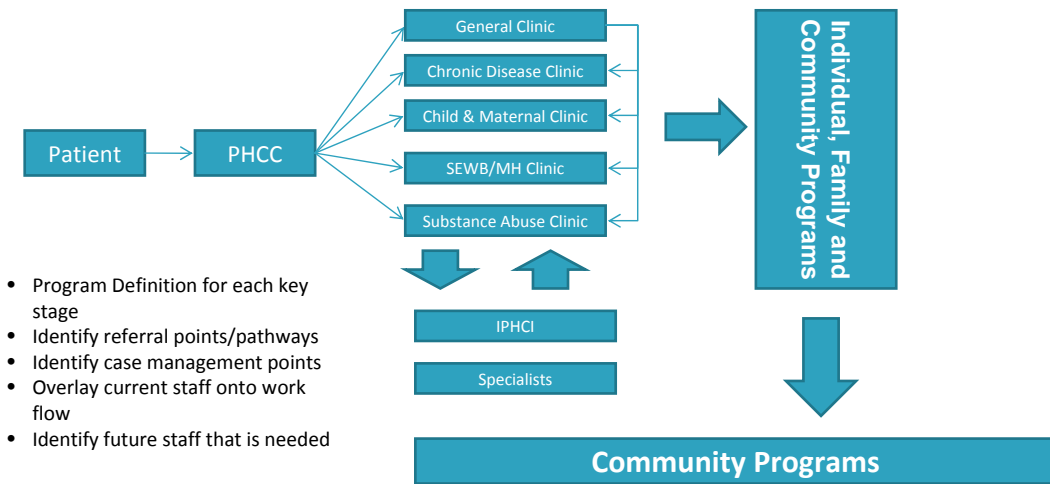 General Clinic
Chronic Disease Clinic
Child & Maternal Clinic
SEWB/MH Clinic
Substance Abuse Clinic
Patient
PHCC
Individual, Family and
Community Programs
• Program Definition for each key
stage
• Identify referral points/pathways
• Identify case management points
• Overlay current staff onto work
flow
• Identify future staff that is needed
IPHCI
Specialists
Community Programs